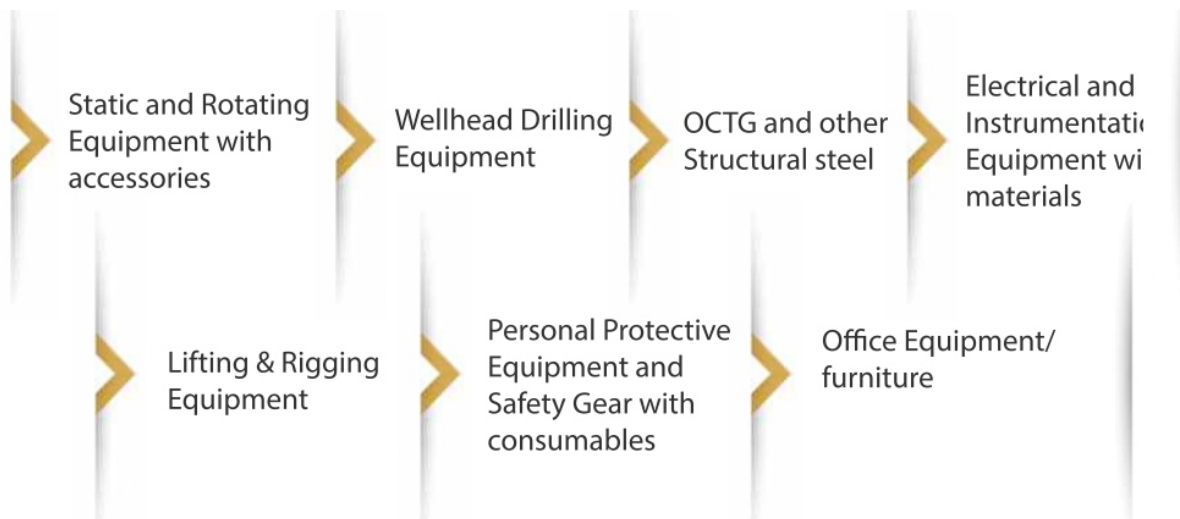 Static and Rotating
Equipment with
accessories
Wellhead Drilling
Equipment
OCTG and other
Structural steel
Electrical and
Instrumentatio
Equipment wi
materials
Lifting & Rigging
Equipment
Personal Protective
Equipment and
Safety Gear with
consumables
Office Equipment/
furniture